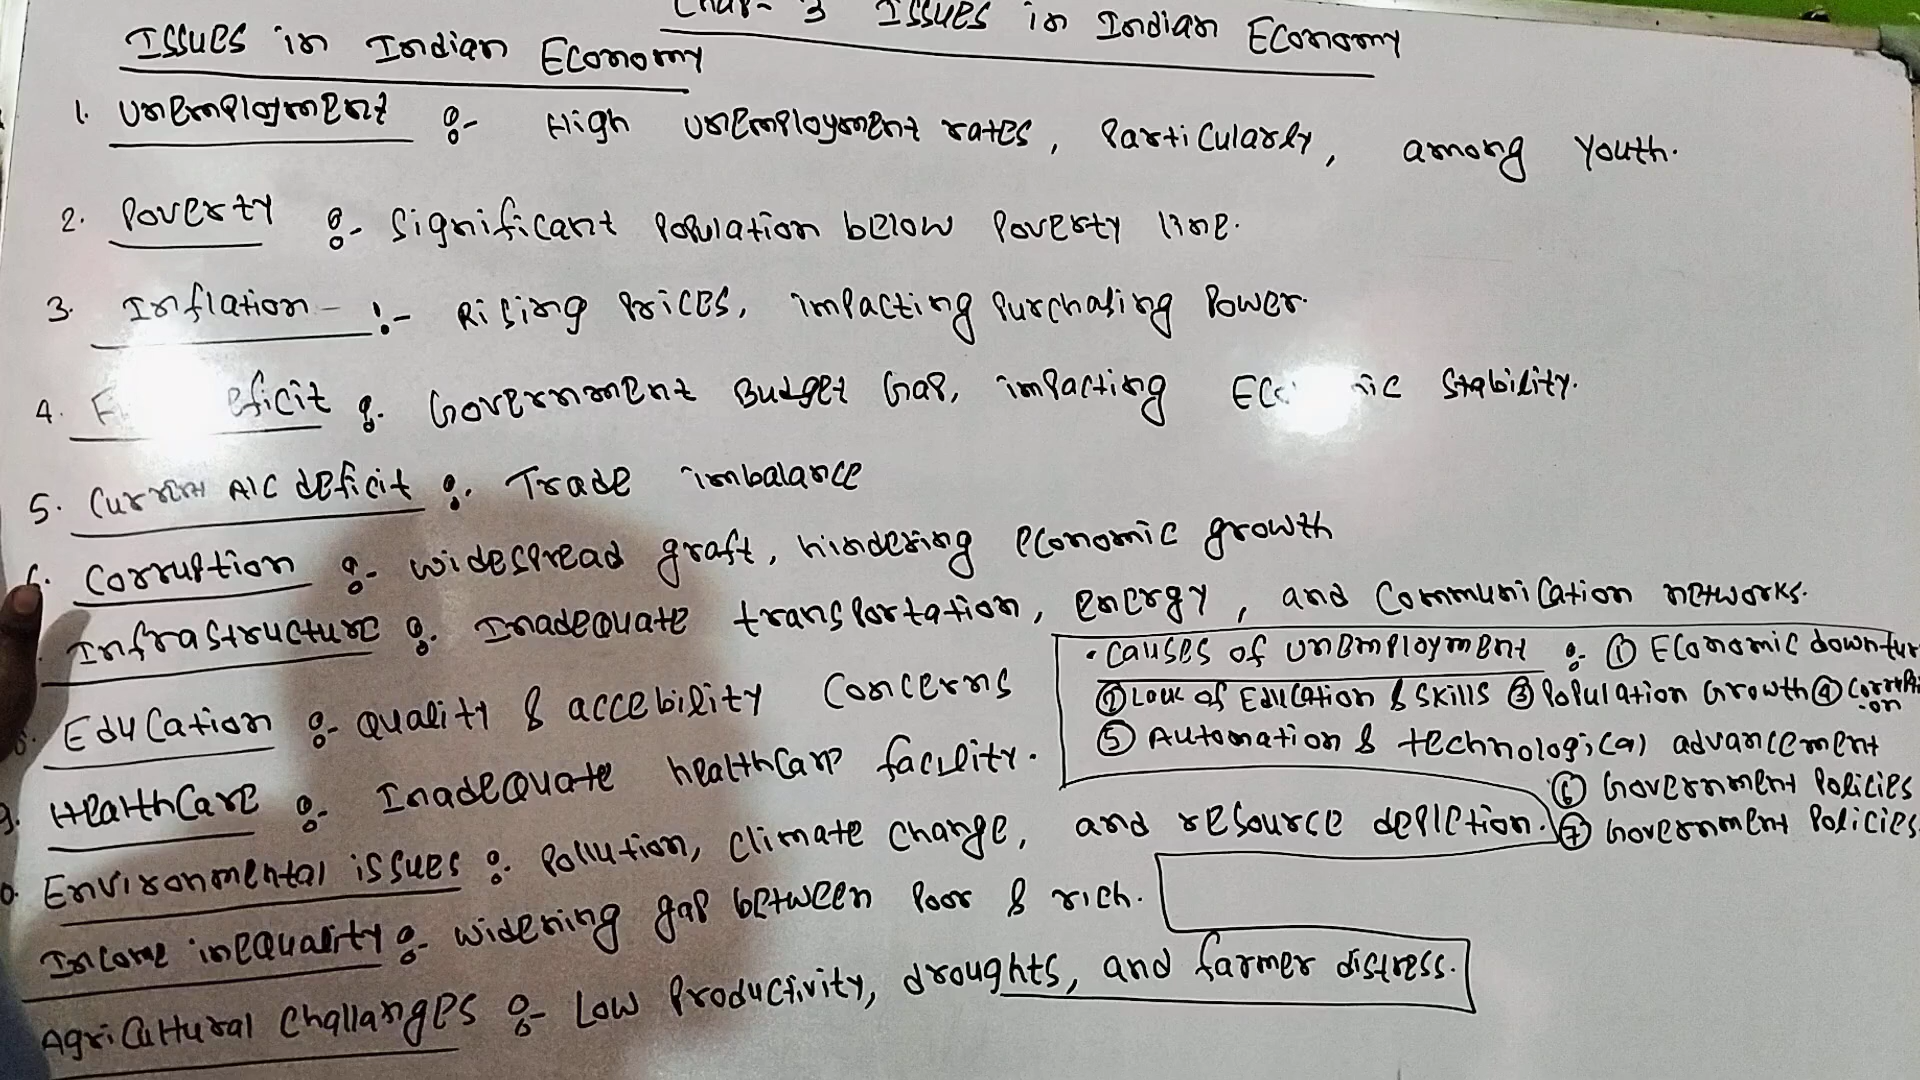 Chap- 3 Issues in Indian Economy
Issues in Indian Economy
1. Unemployment :- High unemployment rates, Particularly, among Youth.
2. Poverty :- Significant Population below Poverty line.
3. Inflation - :- Rising Prices, impacting Purchasing Power.
4. eficit :- Government Budget Gap, impacting Stability.
5. Current A/C deficit :- Trade imbalance
6. Corruption :- widespread graft, hindering economic growth
Infrastructure :- Inadequate transportation, energy, and Communication networks.
8. Education :- quality & accebility Concerns
9. Healthcare :- Inadequate healthcare facility.
Environmental issues :- Pollution, climate change, and resource depletion.
Income inequality :- widening gap between Poor & rich.
Agricultural Challanges :- Low Productivity, droughts, and farmer distress.
• Causes of Unemployment :- ① Economic downtur
② Lack of Education & Skills ③ Population Growth ④ Corrupti
on
⑤ Automation & technological advancement
⑥ Government Policies
⑦ Government Policies.